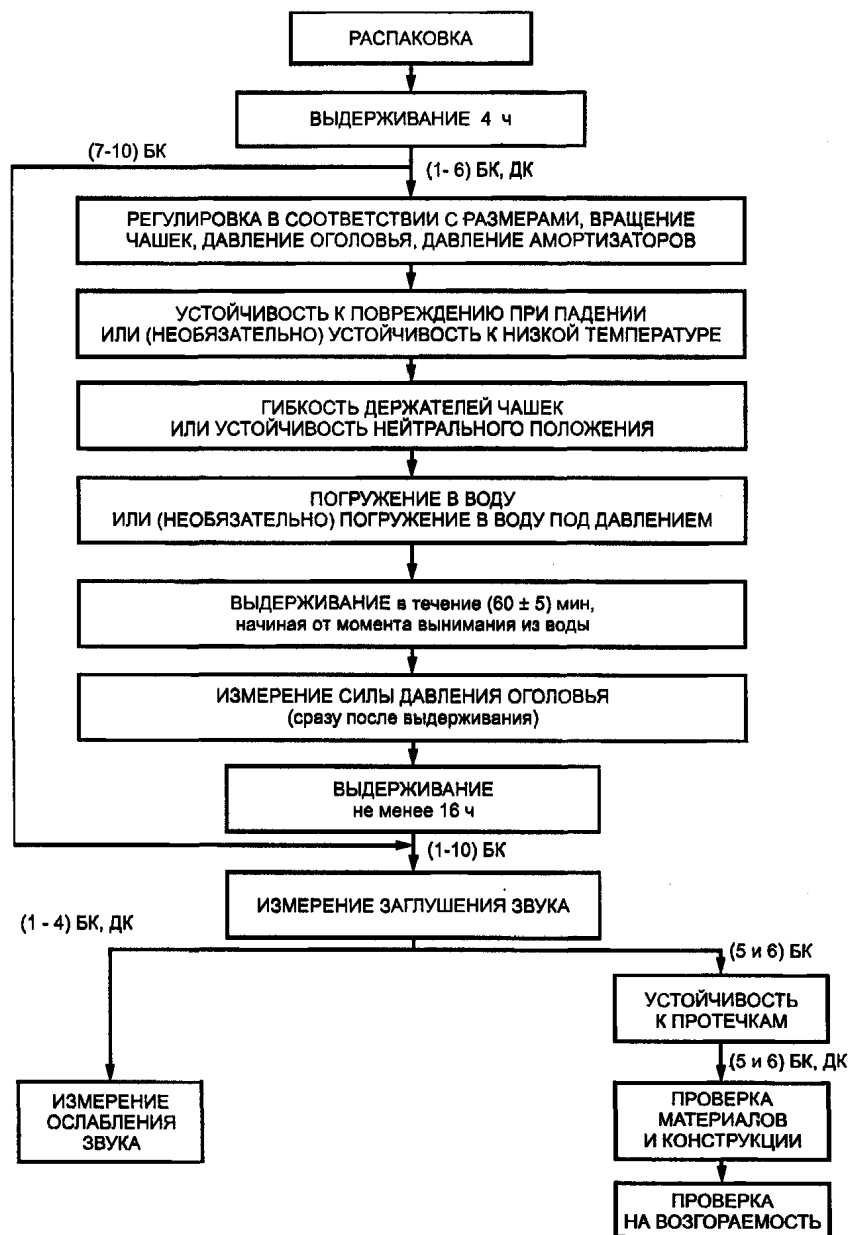 РАСПАКОВКА
ВЫДЕРЖИВАНИЕ 4 ч
(7-10) БК
(1- 6) БК, ДК
РЕГУЛИРОВКА В СООТВЕТСТВИИ С РАЗМЕРАМИ, ВРАЩЕНИЕ
ЧАШЕК, ДАВЛЕНИЕ ОГОЛОВЬЯ, ДАВЛЕНИЕ АМОРТИЗАТОРОВ
УСТОЙЧИВОСТЬ К ПОВРЕЖДЕНИЮ ПРИ ПАДЕНИИ
ИЛИ (НЕОБЯЗАТЕЛЬНО) УСТОЙЧИВОСТЬ К НИЗКОЙ ТЕМПЕРАТУРЕ
ГИБКОСТЬ ДЕРЖАТЕЛЕЙ ЧАШЕК
ИЛИ УСТОЙЧИВОСТЬ НЕЙТРАЛЬНОГО ПОЛОЖЕНИЯ
ПОГРУЖЕНИЕ В ВОДУ
ИЛИ (НЕОБЯЗАТЕЛЬНО) ПОГРУЖЕНИЕ В ВОДУ ПОД ДАВЛЕНИЕМ
ВЫДЕРЖИВАНИЕ в течение (60 ± 5) мин,
начиная от момента вынимания из воды
ИЗМЕРЕНИЕ СИЛЫ ДАВЛЕНИЯ ОГОЛОВЬЯ
(сразу после выдерживания)
ВЫДЕРЖИВАНИЕ
не менее 16 ч
(1-10) БК
ИЗМЕРЕНИЕ ЗАГЛУШЕНИЯ ЗВУКА
(1 - 4) БК, ДК
(5 и 6) БК
УСТОЙЧИВОСТЬ
К ПРОТЕЧКАМ
(5 и 6) БК, ДК
ИЗМЕРЕНИЕ
ОСЛАБЛЕНИЯ
ЗВУКА
ПРОВЕРКА
МАТЕРИАЛОВ
И КОНСТРУКЦИИ
ПРОВЕРКА
НА ВОЗГОРАЕМОСТЬ